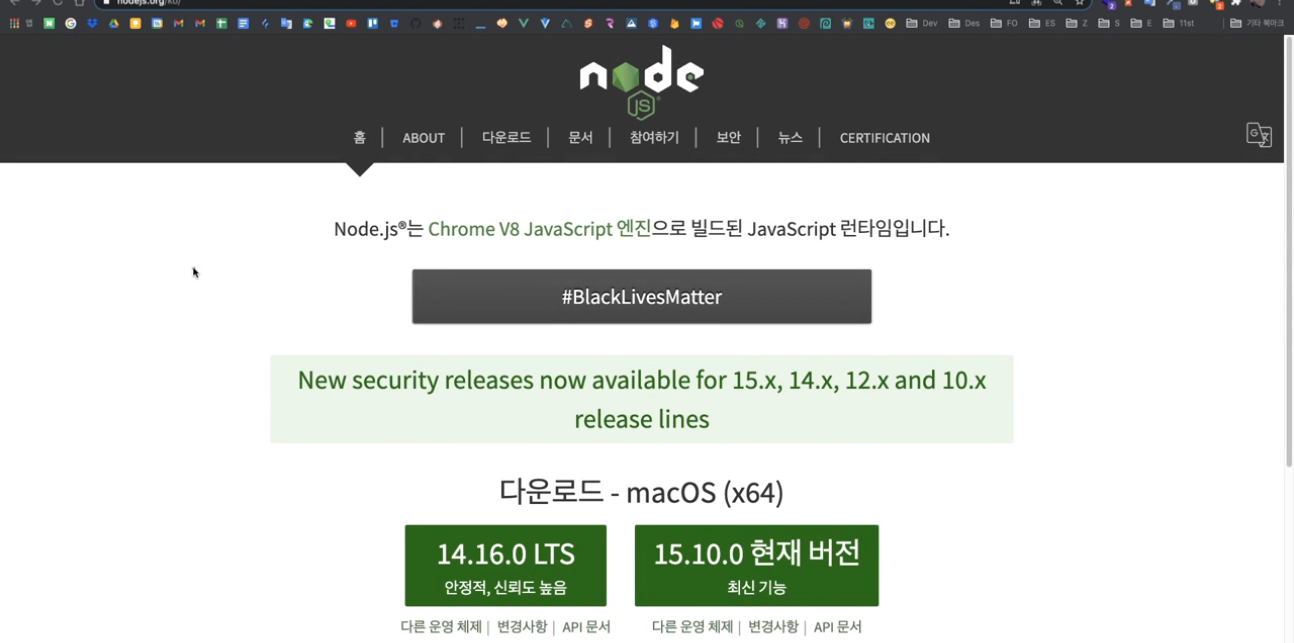 nodejs.org/ko/
Dev Des FO ES Z S E 11st 기타 북마크
node
JS
홈 | ABOUT | 다운로드 | 문서 | 참여하기 | 보안 | 뉴스 | CERTIFICATION
Node.js®는 Chrome V8 JavaScript 엔진으로 빌드된 JavaScript 런타임입니다.
#BlackLivesMatter
New security releases now available for 15.x, 14.x, 12.x and 10.x
release lines
다운로드 - macOS (x64)
14.16.0 LTS 15.10.0 현재 버전
안정적, 신뢰도 높음 최신 기능
다른 운영 체제 | 변경사항 | API 문서 다른 운영 체제 | 변경사항 | API 문서